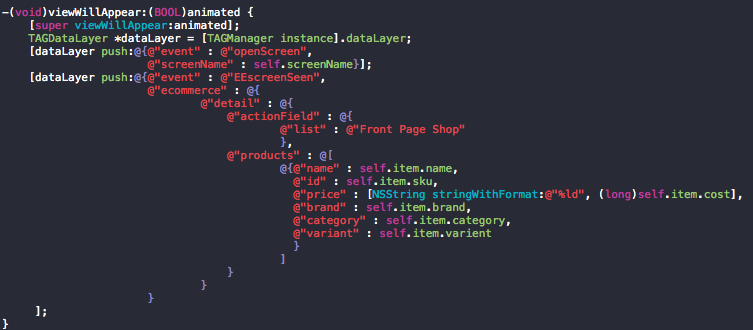 -(void)viewWillAppear:(BOOL)animated {
[super viewWillAppear:animated];
TAGDataLayer *dataLayer = [TAGManager instance].dataLayer;
[dataLayer push:@{@"event" : @"openScreen",
@"screenName" : self.screenName}];
[dataLayer push:@{@"event" : @"EEscreenSeen",
@"ecommerce" : @{
@"detail" : @{
@"actionField" : @{
@"list" : @"Front Page Shop"
},
@"products" : @[
@{@"name" : self.item.name,
@"id" : self.item.sku,
@"price" : [NSString stringWithFormat:@"%ld", (long)self.item.cost],
@"brand" : self.item.brand,
@"category" : self.item.category,
@"variant" : self.item.varient
}
]
}
}
}
];
}